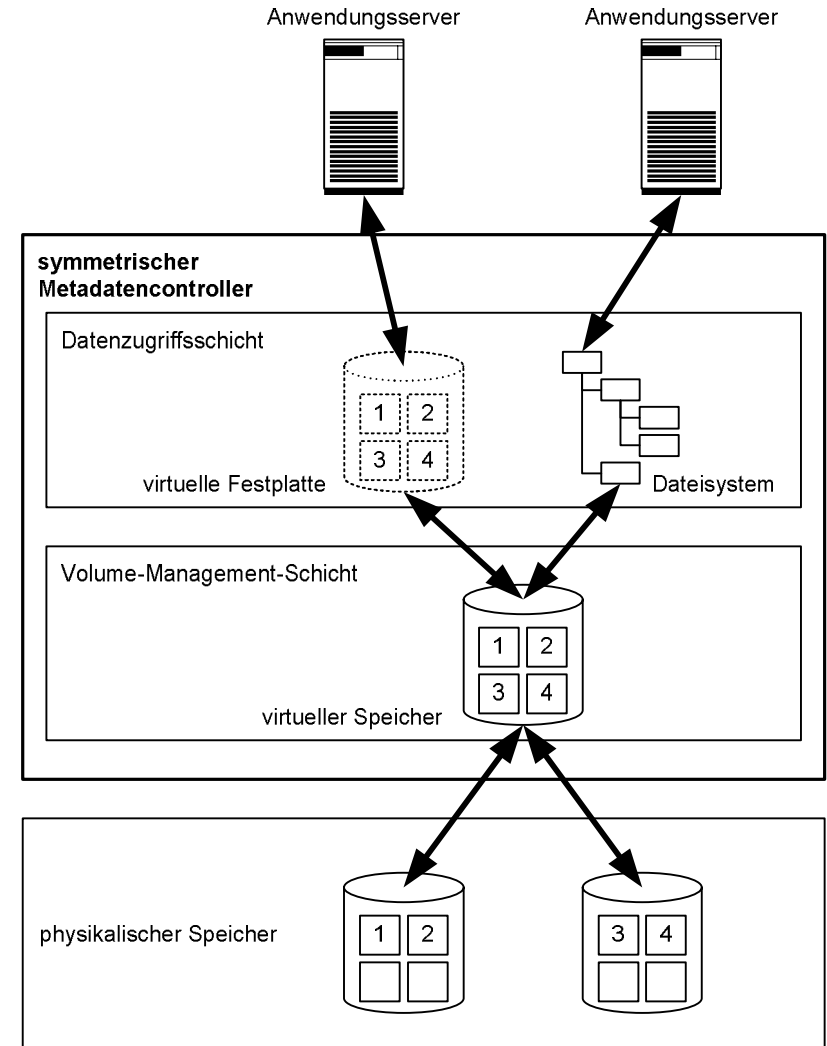 Anwendungsserver Anwendungsserver
symmetrischer
Metadatencontroller
Datenzugriffsschicht
1 2
3 4
virtuelle Festplatte
Dateisystem
Volume-Management-Schicht
1 2
3 4
virtueller Speicher
physikalischer Speicher
1 2
3 4